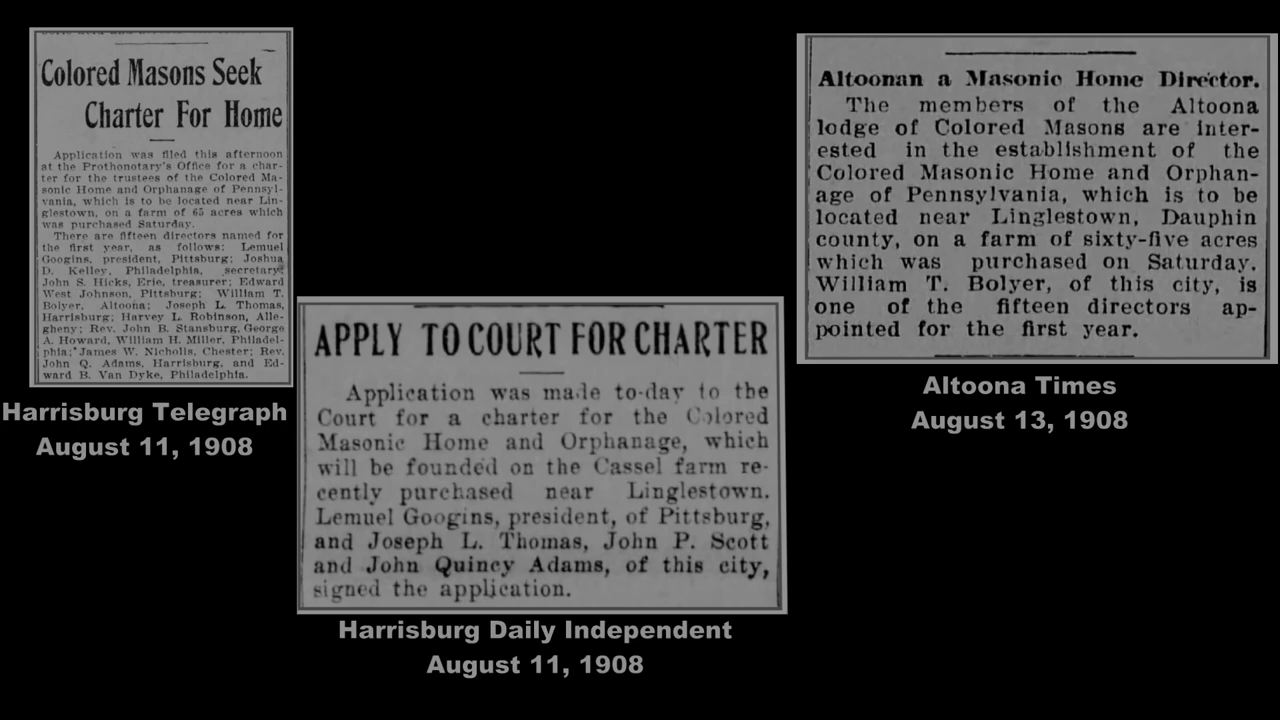 Colored Masons Seek
Charter For Home
Application was filed this afternoon
at the Prothonotary's Office for a char-
ter for the trustees of the Colored Ma-
sonic Home and Orphanage of Pennsyl-
vania, which is to be located near Lin-
glestown, on a farm of 65 acres which
was purchased Saturday.
There are fifteen directors named for
the first year, as follows: Lemuel
Googins, president, Pittsburg; Joshua
D. Kelley, Philadelphia, secretary;
John S. Hicks, Erie, treasurer; Edward
West Johnson, Pittsburg; William T.
Bolyer, Altoona; Joseph L. Thomas,
Harrisburg; Harvey L. Robinson, Alle-
gheny; Rev. John B. Stansburg, George
A. Howard, William H. Miller, Philadel-
phia; James W. Nicholls, Chester; Rev.
John Q. Adams, Harrisburg, and Ed-
ward B. Van Dyke, Philadelphia.
Harrisburg Telegraph
August 11, 1908
APPLY TO COURT FOR CHARTER
Application was made to-day to the
Court for a charter for the Colored
Masonic Home and Orphanage, which
will be founded on the Cassel farm re-
cently purchased near Linglestown.
Lemuel Googins, president, of Pittsburg,
and Joseph L. Thomas, John P. Scott
and John Quincy Adams, of this city,
signed the application.
Harrisburg Daily Independent
August 11, 1908
Altoonan a Masonic Home Director.
The members of the Altoona
lodge of Colored Masons are inter-
ested in the establishment of the
Colored Masonic Home and Orphan-
age of Pennsylvania, which is to be
located near Linglestown, Dauphin
county, on a farm of sixty-five acres
which was purchased on Saturday.
William T. Bolyer, of this city, is
one of the fifteen directors ap-
pointed for the first year.
Altoona Times
August 13, 1908